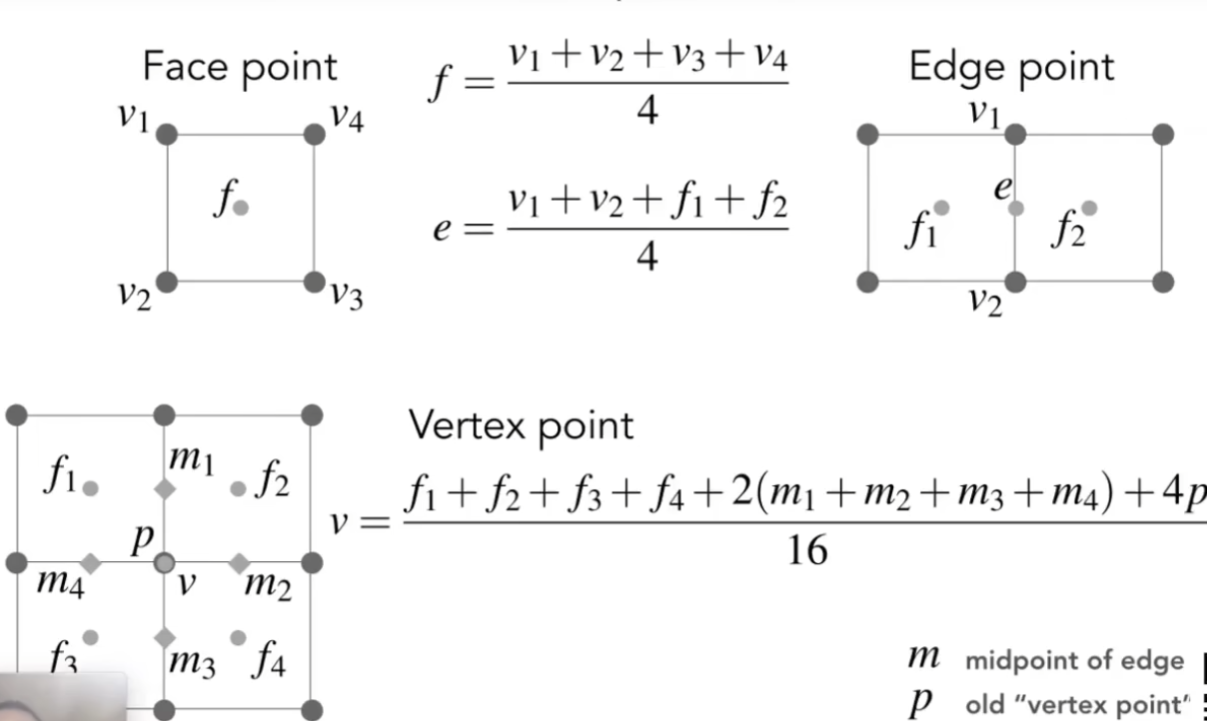 Face point
f = (v₁ + v₂ + v₃ + v₄) / 4
Edge point
v₁
v₄
f
v₂
v₃
e = (v₁ + v₂ + f₁ + f₂) / 4
v₁
e
f₁
f₂
v₂
Vertex point
f₁
m₁
f₂
v = (f₁ + f₂ + f₃ + f₄ + 2(m₁ + m₂ + m₃ + m₄) + 4p) / 16
p
m₄
v
m₂
f₃
m₃
f₄
m midpoint of edge
p old “vertex point”